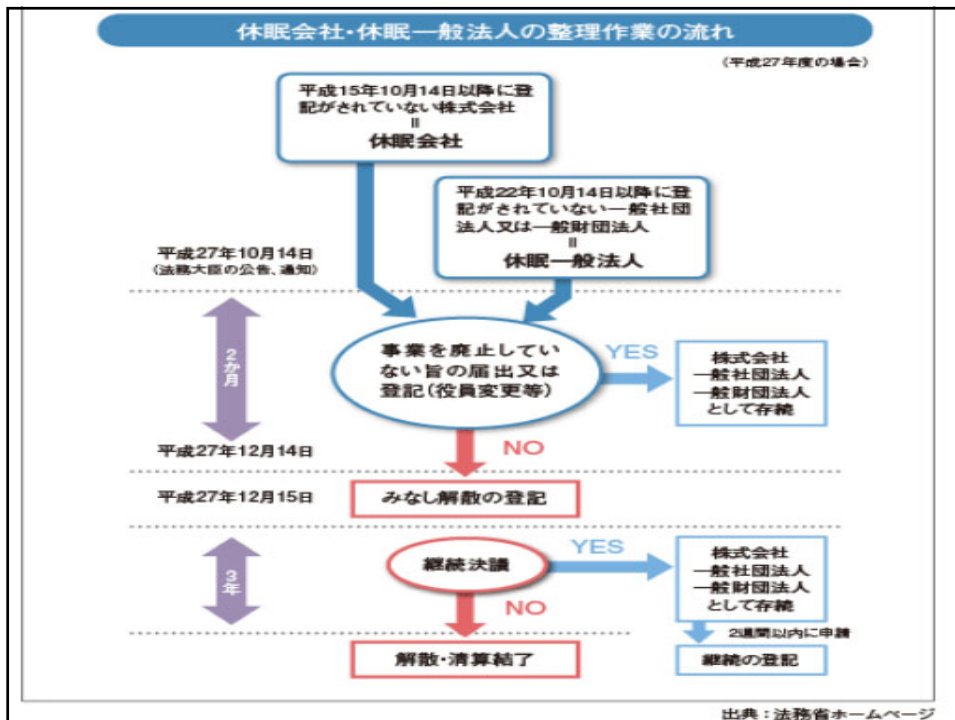 休眠会社・休眠一般法人の整理作業の流れ
(平成27年度の場合)
平成15年10月14日以降に登
記がされていない株式会社
॥
休眠会社
平成22年10月14日以降に登
記がされていない一般社団
法人又は一般財団法人
॥
休眠一般法人
平成27年10月14日
(法務大臣の公告、通知)
2か月
事業を廃止してい
ない旨の届出又は
登記(役員変更等)
YES
株式会社
一般社団法人
一般財団法人
として存続
NO
平成27年12月14日
平成27年12月15日
みなし解散の登記
3年
継続決議
YES
株式会社
一般社団法人
一般財団法人
として存続
NO
2週間以内に申請
解散・清算結了
継続の登記
出典：法務省ホームページ